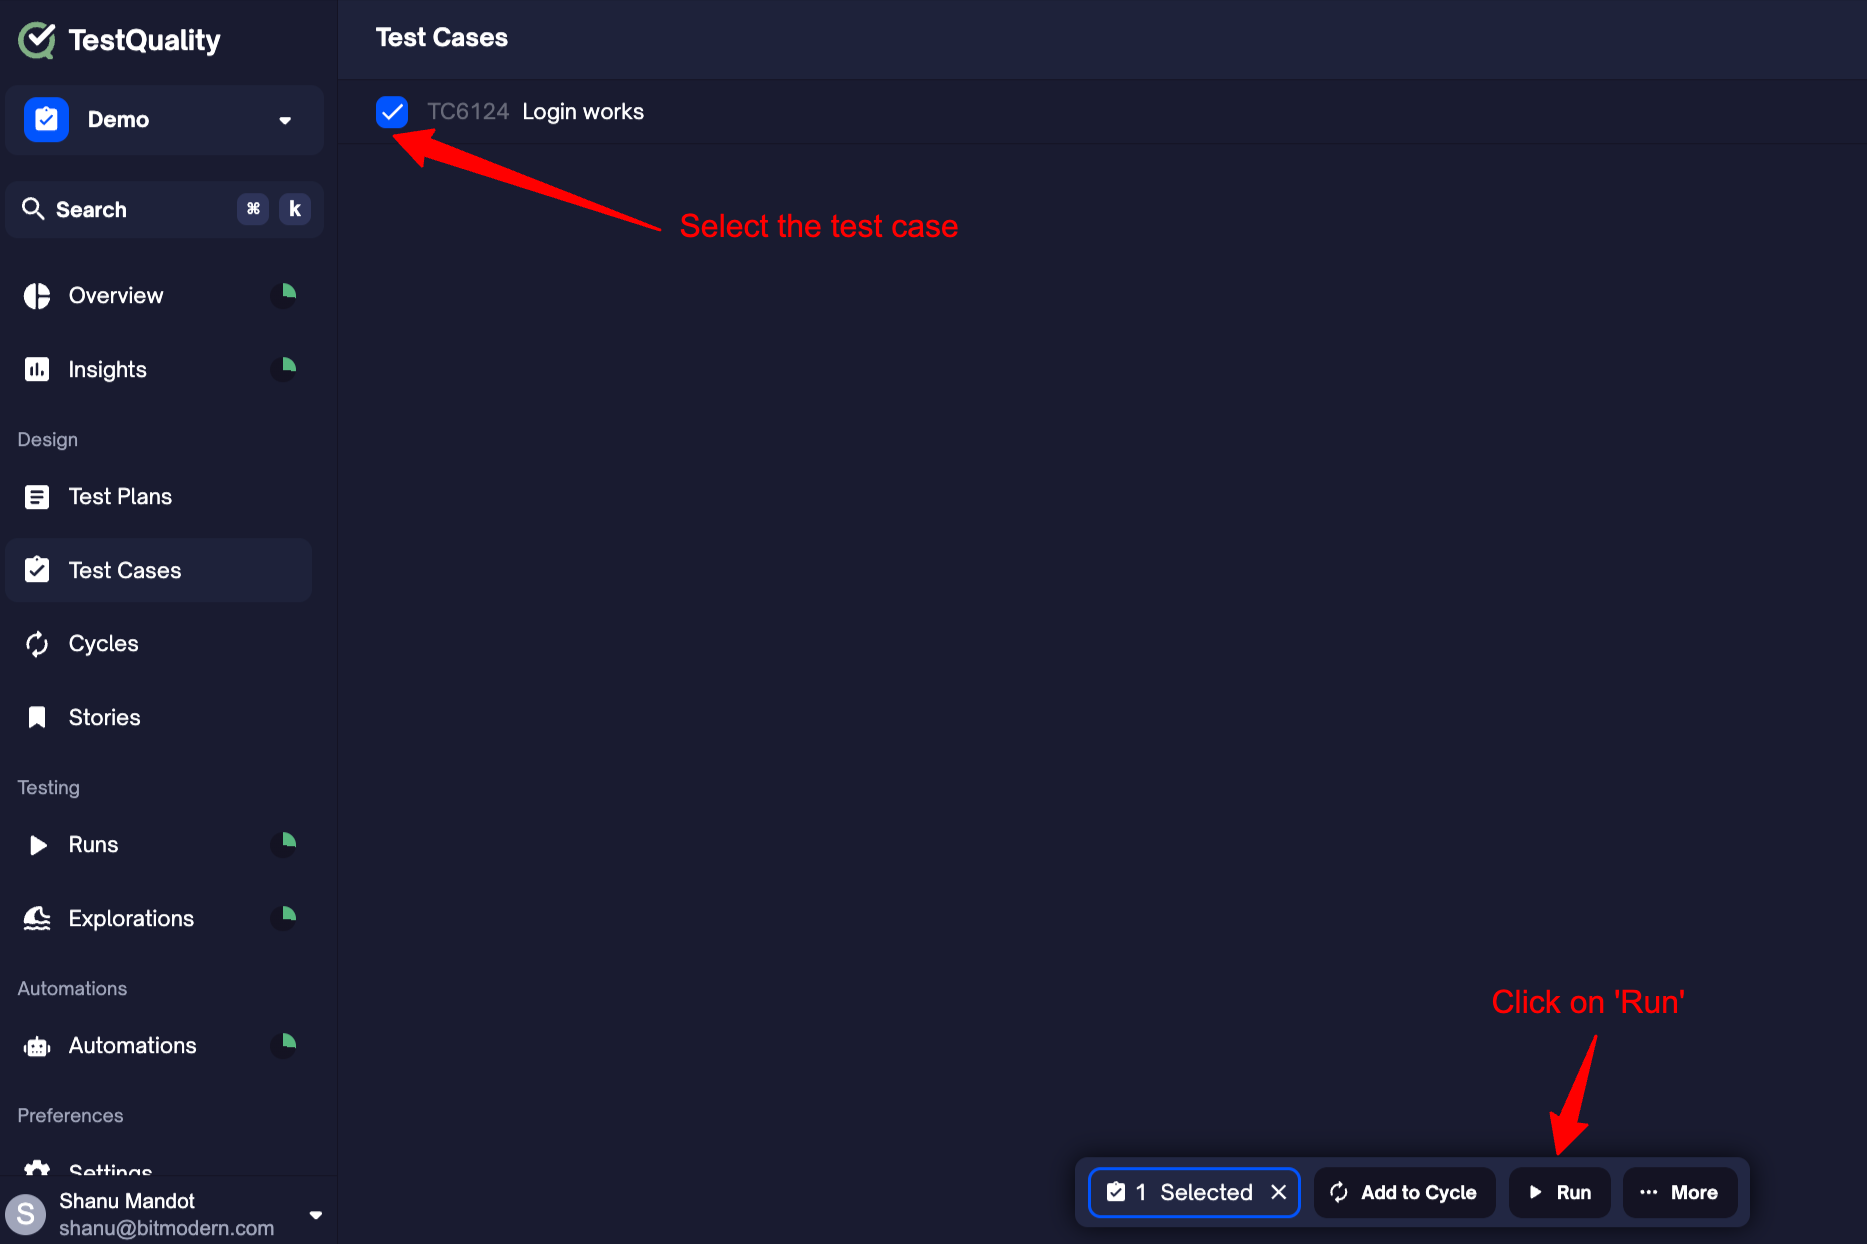 TestQuality
Test Cases
Demo
TC6124 Login works
Search ⌘ k
Select the test case
Overview
Insights
Design
Test Plans
Test Cases
Cycles
Stories
Testing
Runs
Explorations
Automations
Click on 'Run'
Automations
Preferences
Settings
1 Selected Add to Cycle Run More
S Shanu Mandot
shanu@bitmodern.com